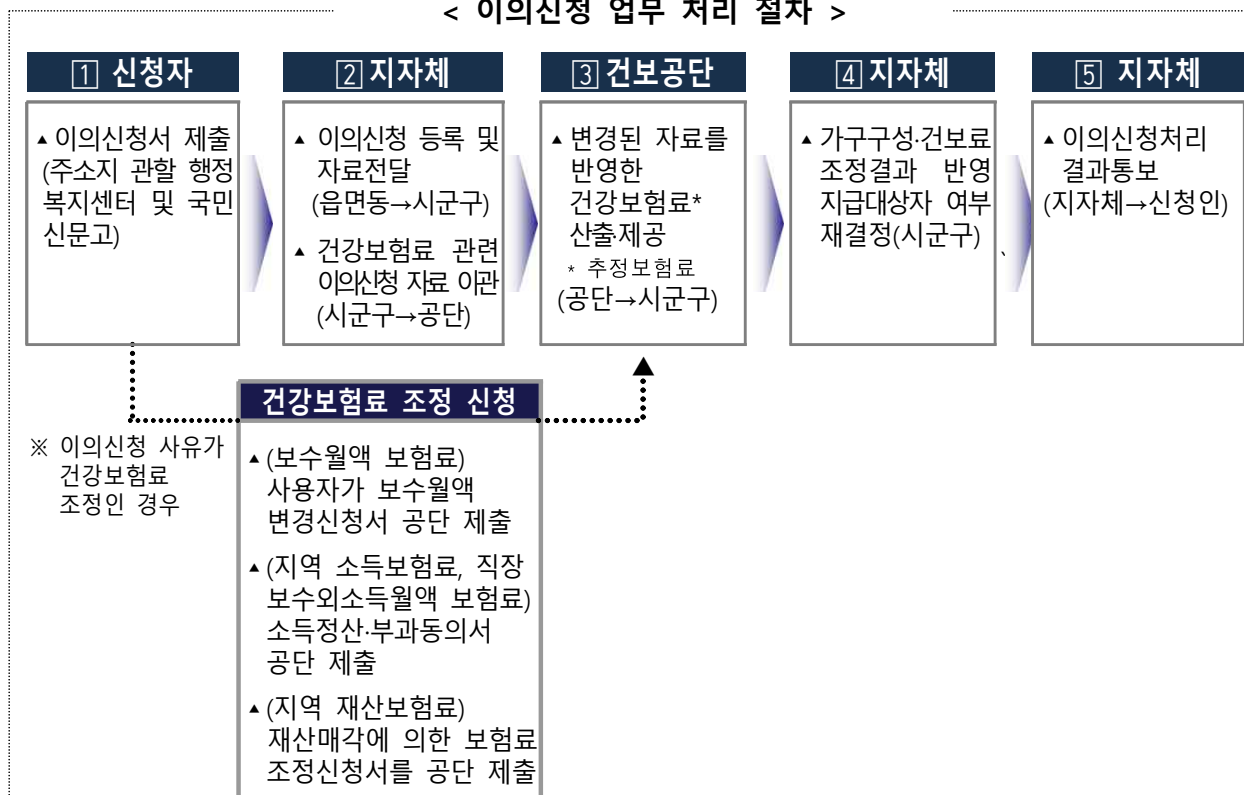 < 이의신청 업무 처리 절차 >
1 신청자
▲ 이의신청서 제출
(주소지 관할 행정
복지센터 및 국민
신문고)
2 지자체
▲ 이의신청 등록 및
자료전달
(읍면동→시군구)
▲ 건강보험료 관련
이의신청 자료 이관
(시군구→공단)
3 건보공단
▲ 변경된 자료를
반영한
건강보험료*
산출·제공
* 추정보험료
(공단→시군구)
4 지자체
▲ 가구구성·건보료
조정결과 반영
지급대상자 여부
재결정(시군구)
、
5 지자체
▲ 이의신청처리
결과통보
(지자체→신청인)
※ 이의신청 사유가
건강보험료
조정인 경우
건강보험료 조정 신청
▲ (보수월액 보험료)
사용자가 보수월액
변경신청서 공단 제출
▲ (지역 소득보험료, 직장
보수외소득월액 보험료)
소득정산·부과동의서
공단 제출
▲ (지역 재산보험료)
재산매각에 의한 보험료
조정신청서를 공단 제출